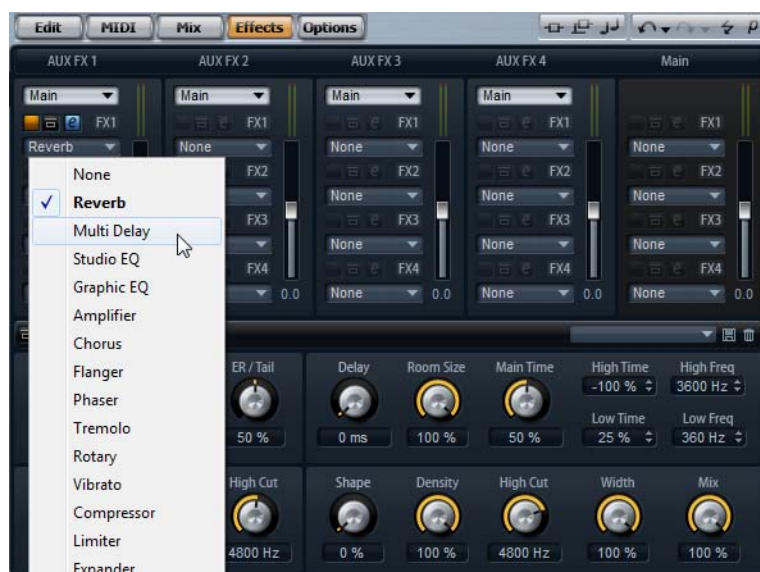 Edit MIDI Mix Effects Options
AUX FX 1 AUX FX 2 AUX FX 3 AUX FX 4 Main
Main Main Main Main
e FX1 e FX1 e FX1 e FX1 e FX1
Reverb None None None None
None
e FX2 e FX2 e FX2 e FX2
✓ Reverb
None None None None
Multi Delay
e FX3 e FX3 e FX3 e FX3
Studio EQ
None None None None
e FX4 e FX4 e FX4 e FX4
Graphic EQ
0.0 None 0.0 None 0.0 None 0.0
Amplifier
Chorus
Flanger
Phaser
Tremolo
Rotary
Vibrato
Compressor
Limiter
Expander
ER / Tail Delay Room Size Main Time High Time High Freq
-100 % 3600 Hz
Low Time Low Freq
50 % 0 ms 100 % 50 % 25 % 360 Hz
High Cut Shape Density High Cut Width Mix
4800 Hz 0 % 100 % 4800 Hz 100 % 100 %